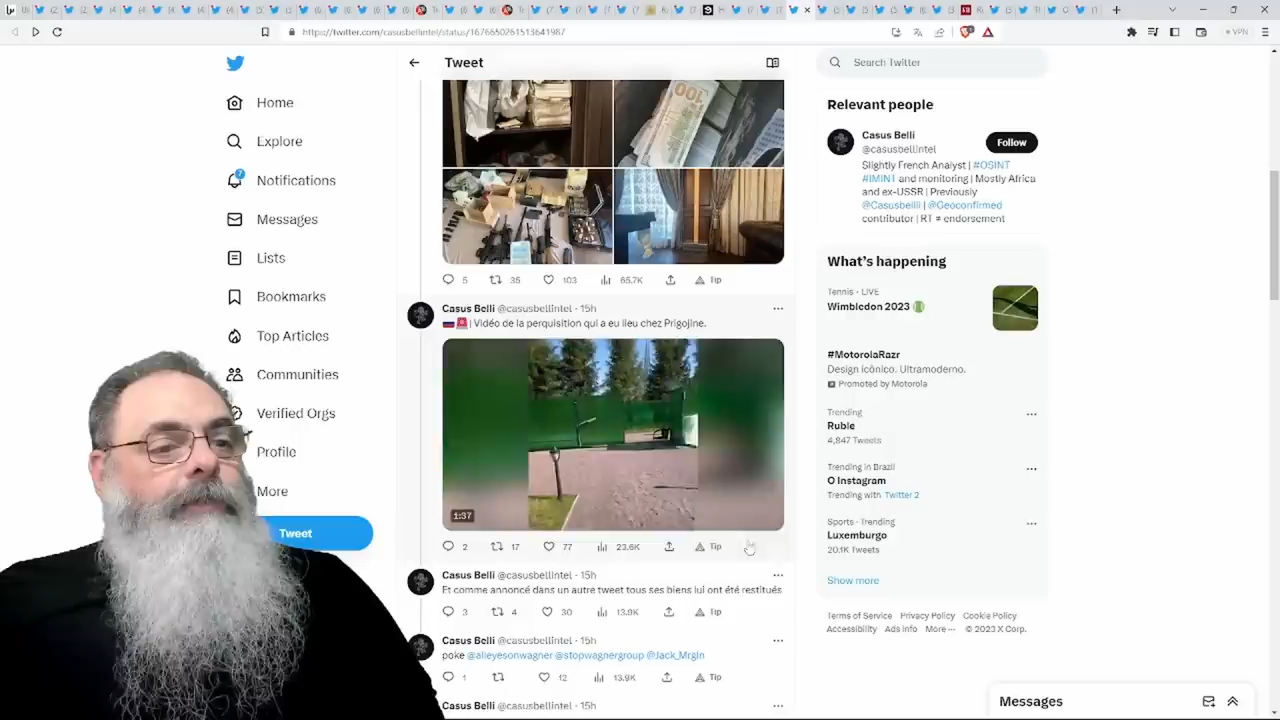 https://twitter.com/casusbellintel/status/1676650261513641987
VPN
Tweet
Search Twitter
Home
Explore
Notifications
Messages
Lists
Bookmarks
Top Articles
Communities
Verified Orgs
Profile
More
Tweet
5 35 103 65.7K Tip
Casus Belli @casusbellintel · 15h
| Vidéo de la perquisition qui a eu lieu chez Prigojine.
1:37
2 17 77 23.6K Tip
Casus Belli @casusbellintel · 15h
Et comme annoncé dans un autre tweet tous ses biens lui ont été restitués
3 4 30 13.9K Tip
Casus Belli @casusbellintel · 15h
poke @alleyesonwagner @stopwagnergroup @Jack_Mrgln
1 12 13.9K Tip
Casus Belli @casusbellintel · 15h
Relevant people
Casus Belli
@casusbellintel
Follow
Slightly French Analyst | #OSINT
#IMINT and monitoring | Mostly Africa
and ex-USSR | Previously
@Casusbellii | @Geoconfirmed
contributor | RT ≠ endorsement
What's happening
Tennis · LIVE
Wimbledon 2023
#MotorolaRazr
Design icônico. Ultramoderno.
Promoted by Motorola
Trending
Ruble
4,847 Tweets
Trending in Brazil
O Instagram
Trending with Twitter 2
Sports · Trending
Luxemburgo
20.1K Tweets
Show more
Terms of Service Privacy Policy Cookie Policy
Accessibility Ads info More ··· © 2023 X Corp.
Messages